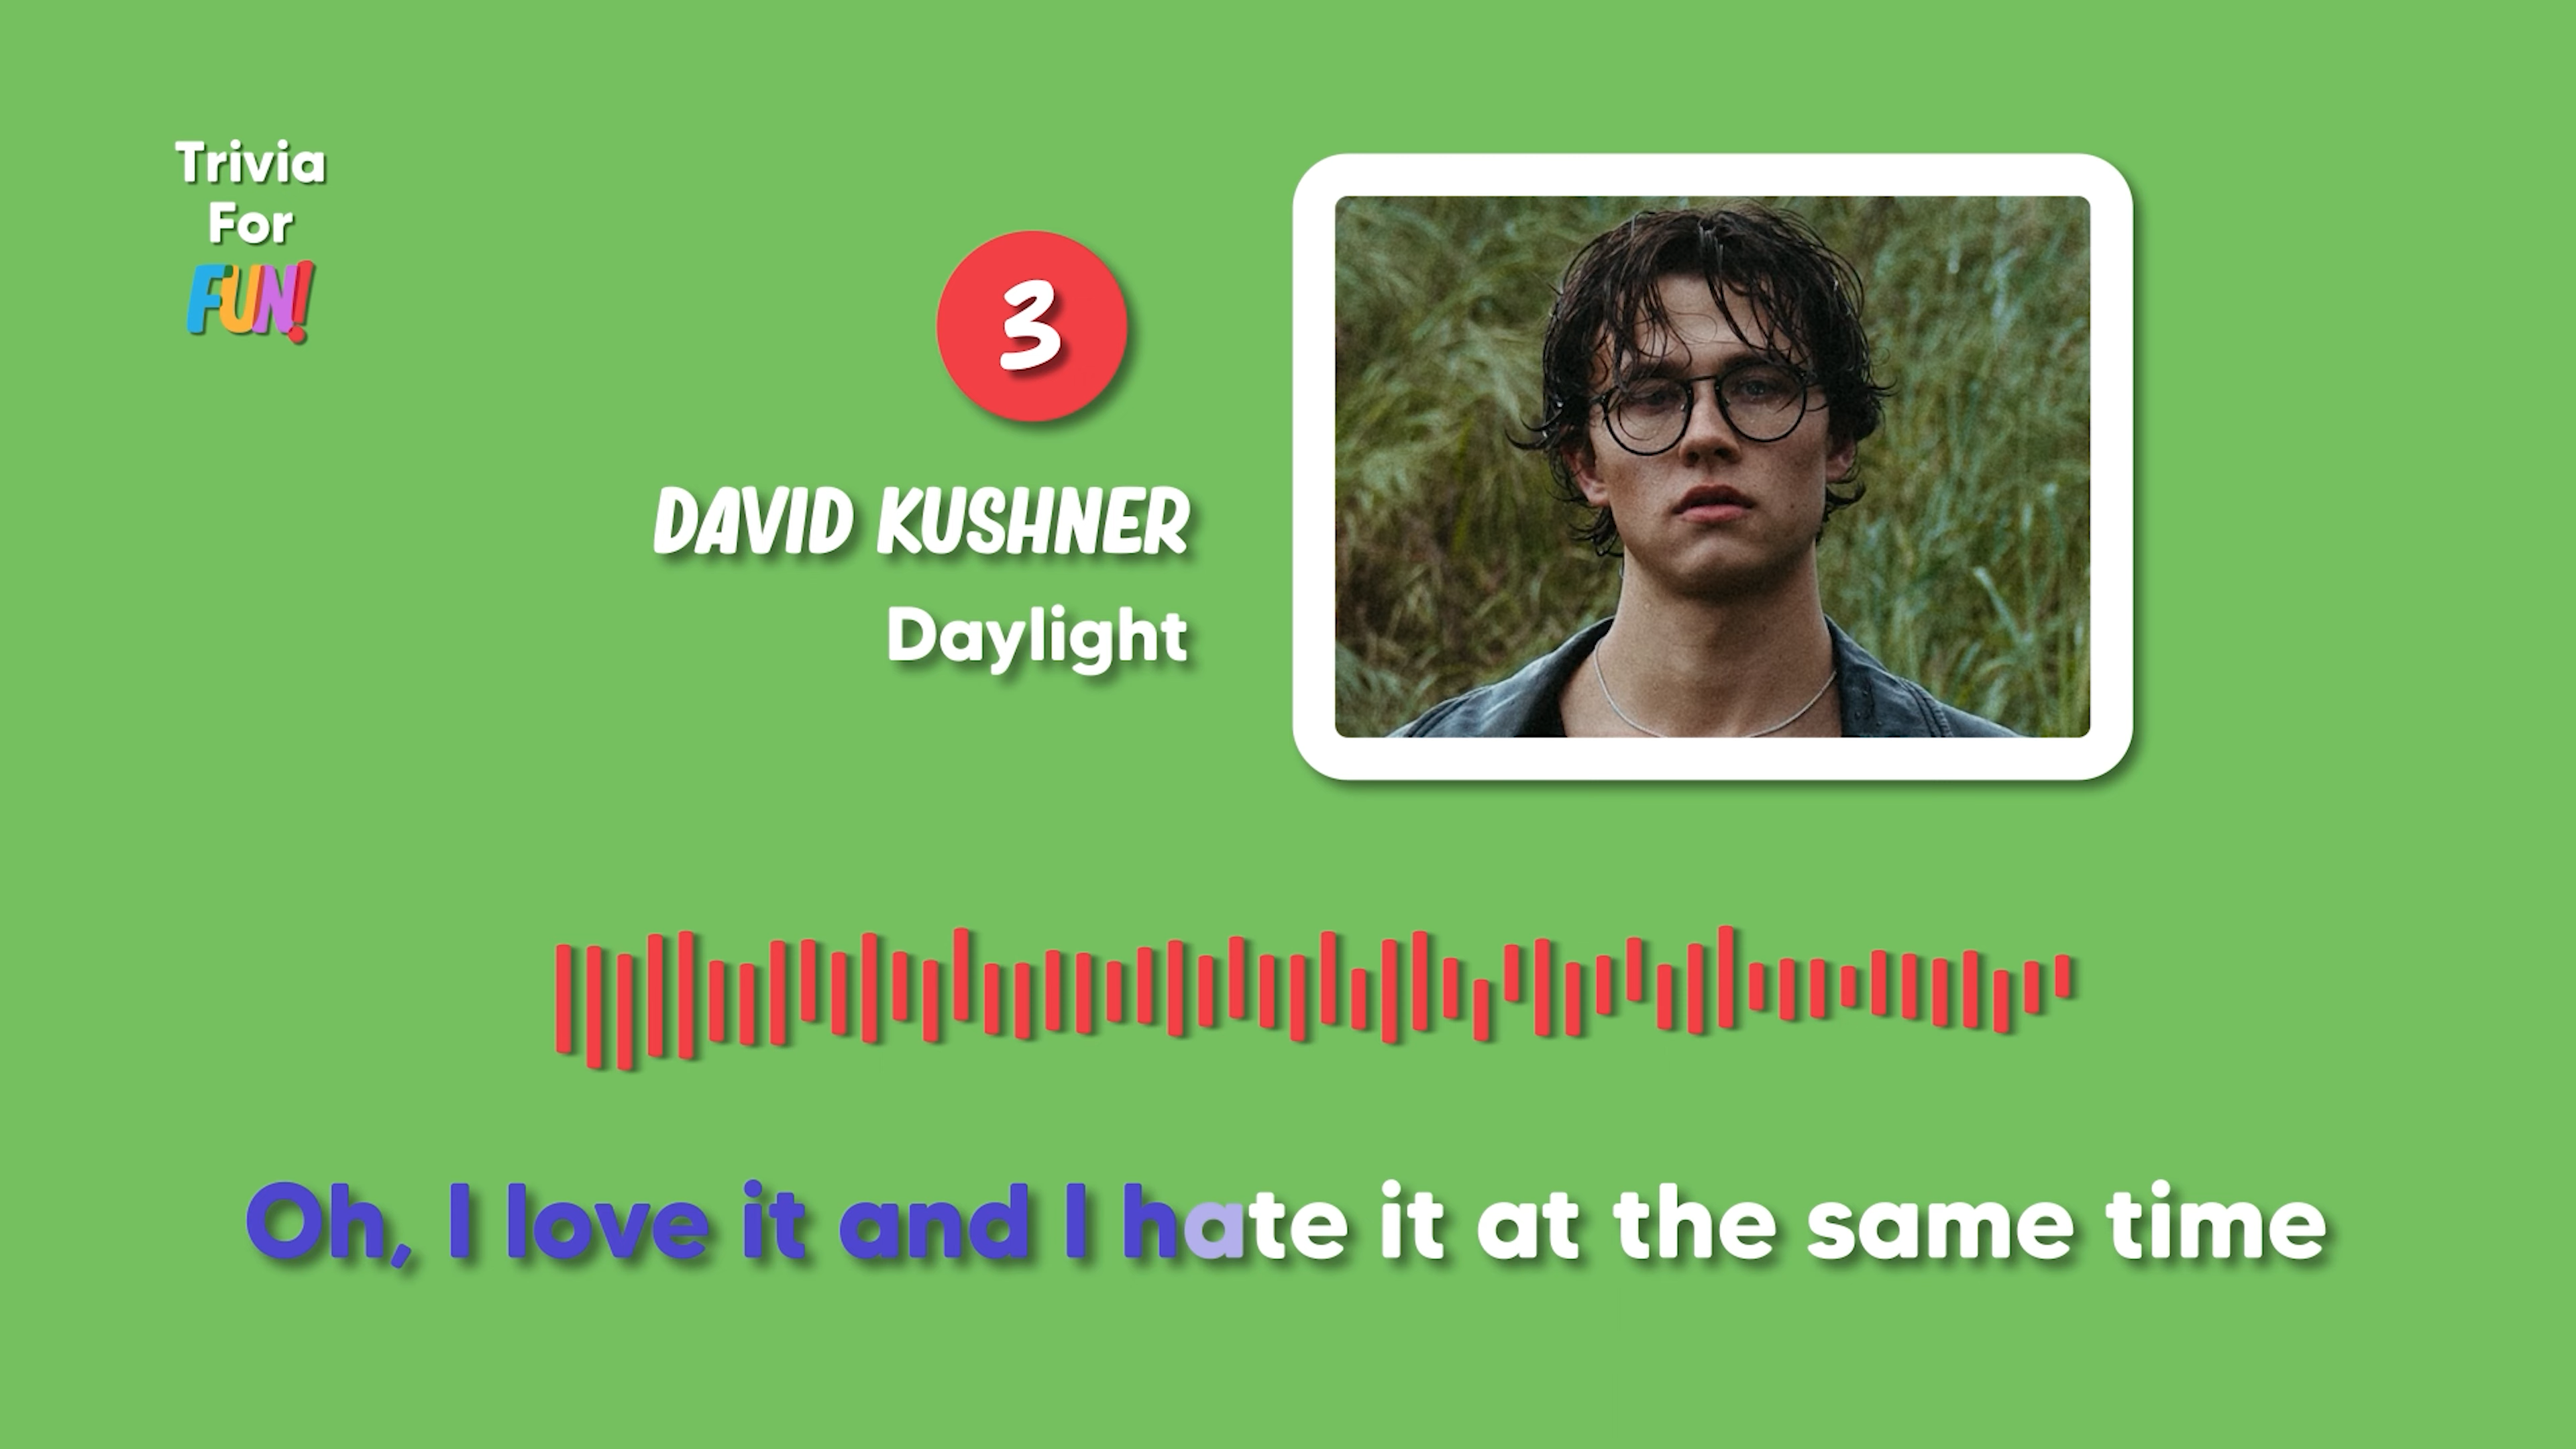 Trivia
For
FUN!
3
DAVID KUSHNER
Daylight
Oh, I love it and I hate it at the same time